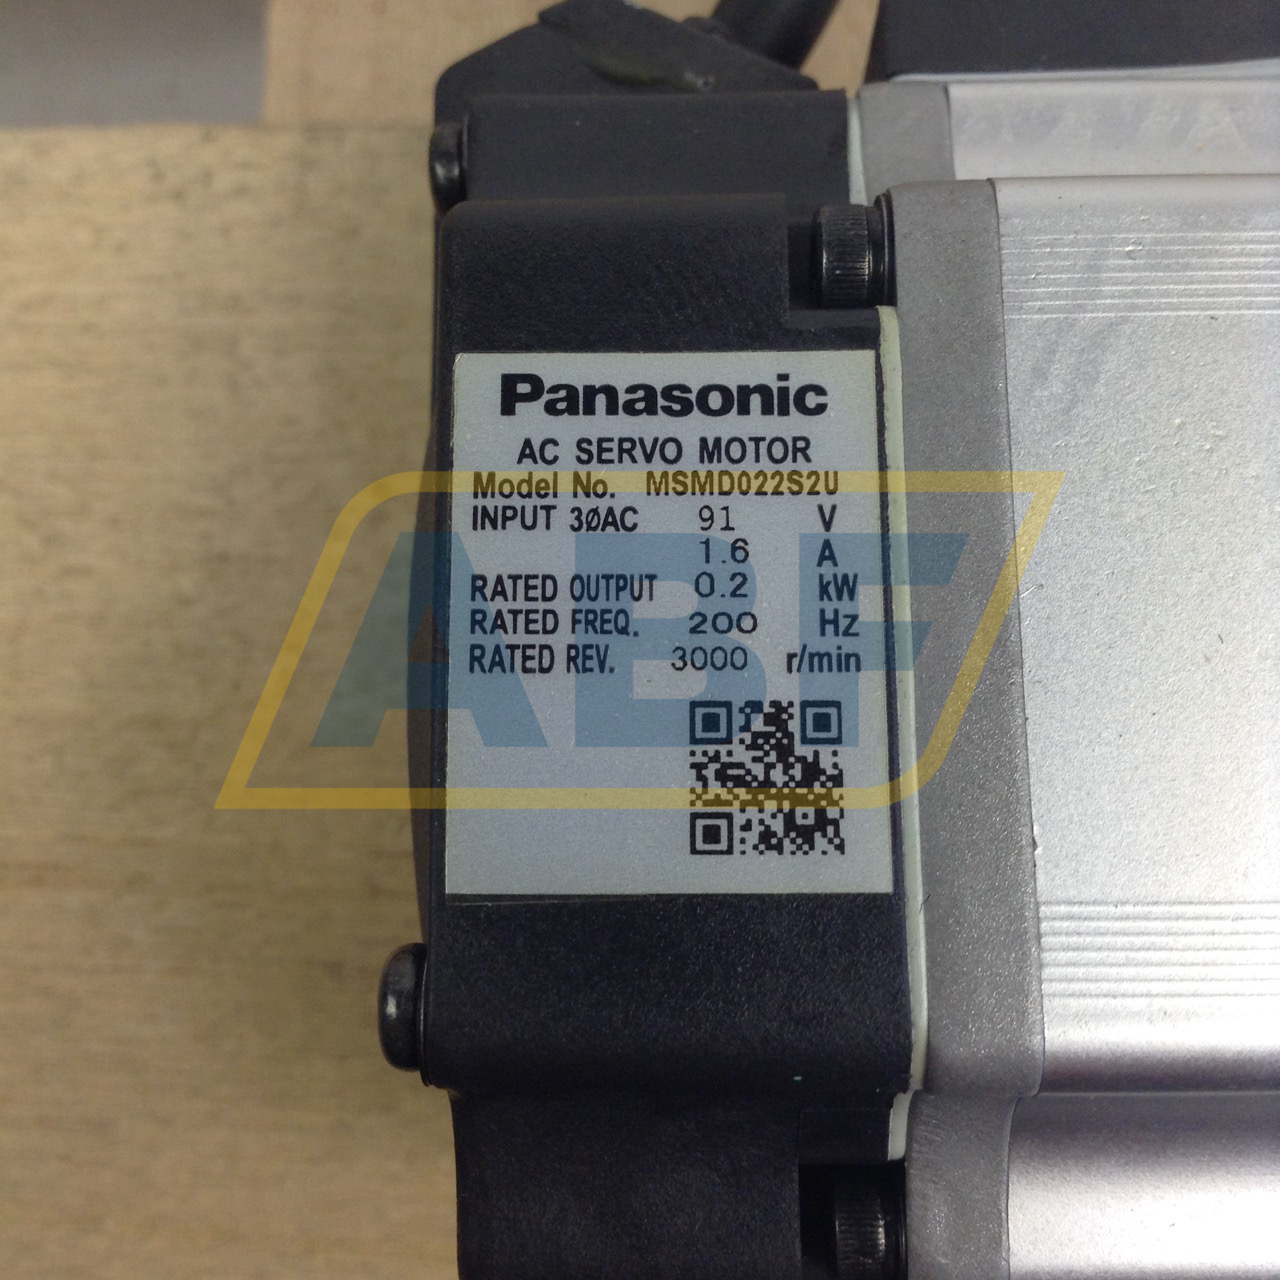 Panasonic
AC SERVO MOTOR
Model No. MSMD022S2U
INPUT 3øAC 91 V
1.6 A
RATED OUTPUT 0.2 kW
RATED FREQ. 200 Hz
RATED REV. 3000 r/min
ABF